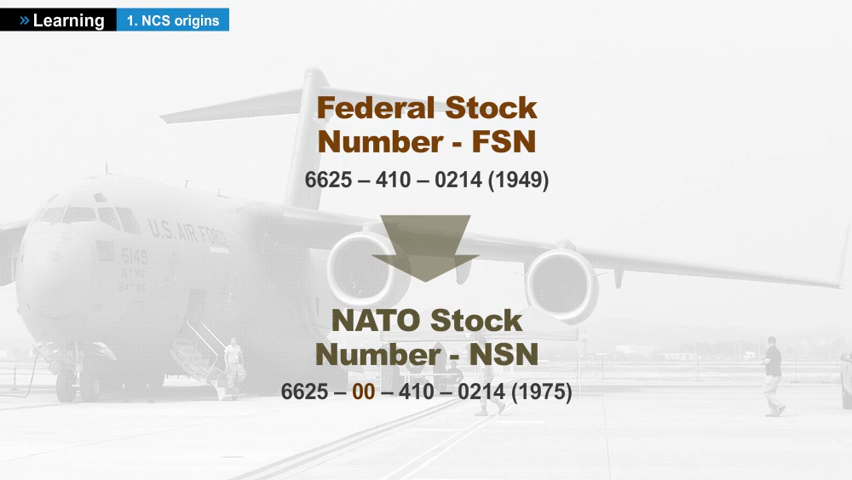 » Learning
1. NCS origins
Federal Stock
Number - FSN
6625 – 410 – 0214 (1949)
U.S. AIR FORCE
6149
NATO Stock
Number - NSN
6625 – 00 – 410 – 0214 (1975)